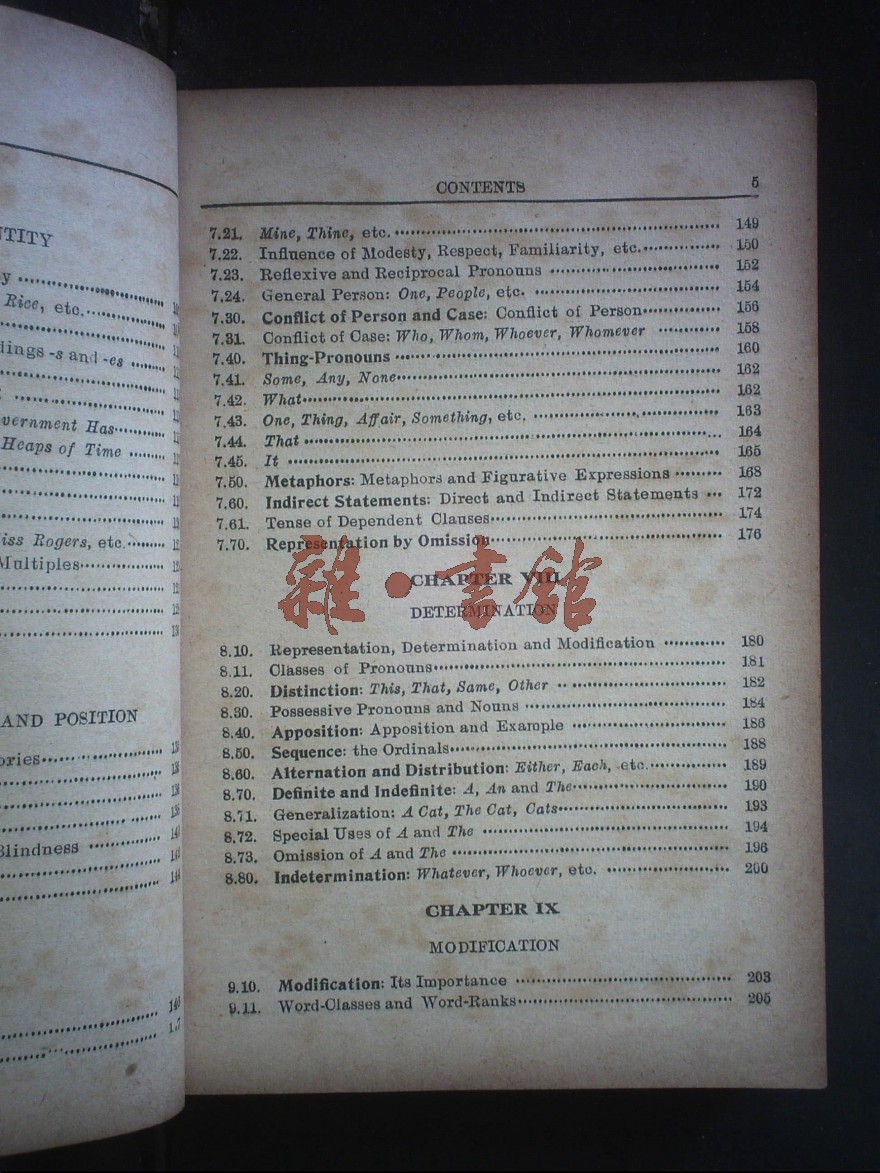 NTITY
y
Rice, etc.
dings -s and -es
vernment Has
Heaps of Time
iss Rogers, etc.
Multiples
AND POSITION
ories
Blindness
CONTENTS 5
7.21. Mine, Thine, etc. 149
7.22. Influence of Modesty, Respect, Familiarity, etc. 150
7.23. Reflexive and Reciprocal Pronouns 152
7.24. General Person: One, People, etc. 154
7.30. Conflict of Person and Case: Conflict of Person 156
7.31. Conflict of Case: Who, Whom, Whoever, Whomever 158
7.40. Thing-Pronouns 160
7.41. Some, Any, None 162
7.42. What 162
7.43. One, Thing, Affair, Something, etc. 163
7.44. That 164
7.45. It 165
7.50. Metaphors: Metaphors and Figurative Expressions 168
7.60. Indirect Statements: Direct and Indirect Statements 172
7.61. Tense of Dependent Clauses 174
7.70. Representation by Omission 176
雜·書館
CHAPTER VIII
DETERMINATION
8.10. Representation, Determination and Modification 180
8.11. Classes of Pronouns 181
8.20. Distinction: This, That, Same, Other 182
8.30. Possessive Pronouns and Nouns 184
8.40. Apposition: Apposition and Example 186
8.50. Sequence: the Ordinals 188
8.60. Alternation and Distribution: Either, Each, etc. 189
8.70. Definite and Indefinite: A, An and The 190
8.71. Generalization: A Cat, The Cat, Cats 193
8.72. Special Uses of A and The 194
8.73. Omission of A and The 196
8.80. Indetermination: Whatever, Whoever, etc. 200
CHAPTER IX
MODIFICATION
9.10. Modification: Its Importance 203
9.11. Word-Classes and Word-Ranks 205